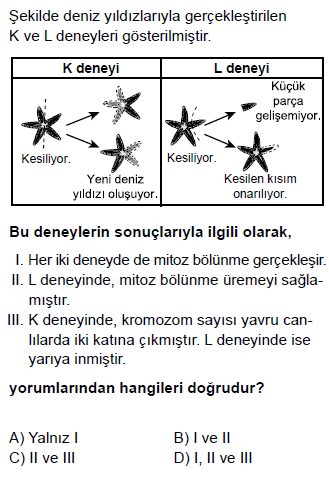 Şekilde deniz yıldızlarıyla gerçekleştirilen
K ve L deneyleri gösterilmiştir.
K deneyi
L deneyi
Kesiliyor.
Yeni deniz
yıldızı oluşuyor.
Kesiliyor.
Küçük
parça
gelişemiyor.
Kesilen kısım
onarılıyor.
Bu deneylerin sonuçlarıyla ilgili olarak,
I. Her iki deneyde de mitoz bölünme gerçekleşir.
II. L deneyinde, mitoz bölünme üremeyi sağla-
mıştır.
III. K deneyinde, kromozom sayısı yavru can-
lılarda iki katına çıkmıştır. L deneyinde ise
yarıya inmiştir.
yorumlarından hangileri doğrudur?
A) Yalnız I
B) I ve II
C) II ve III
D) I, II ve III